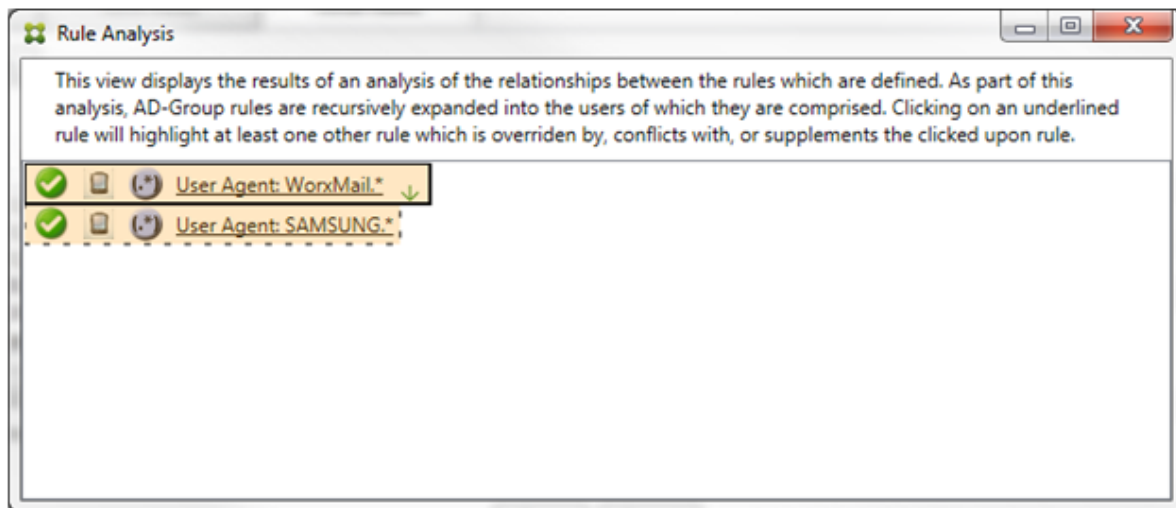 Rule Analysis
This view displays the results of an analysis of the relationships between the rules which are defined. As part of this
analysis, AD-Group rules are recursively expanded into the users of which they are comprised. Clicking on an underlined
rule will highlight at least one other rule which is overriden by, conflicts with, or supplements the clicked upon rule.
(.*) User Agent: WorxMail.*
(.*) User Agent: SAMSUNG.*